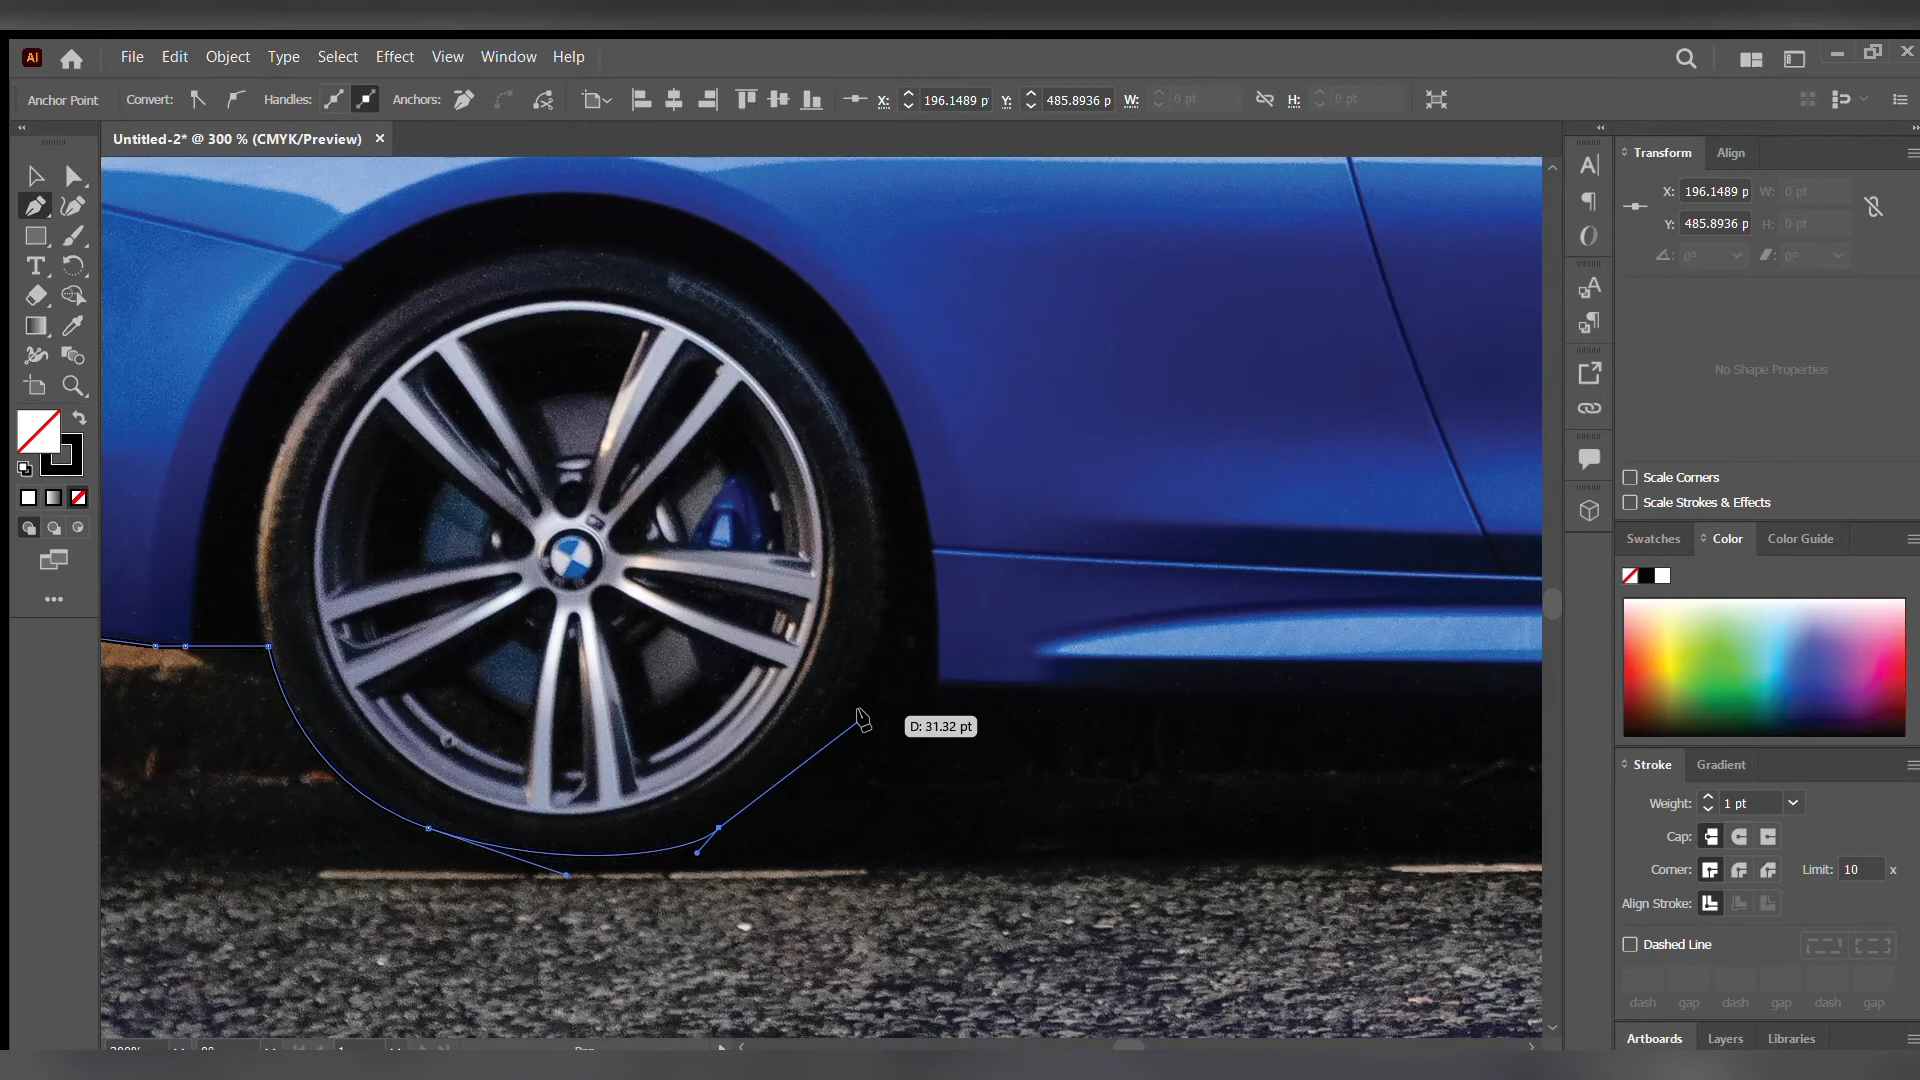 Ai File Edit Object Type Select Effect View Window Help
Anchor Point Convert: Handles: Anchors: X: 196.1489 p Y: 485.8936 p W: 0 pt H: 0 pt
Untitled-2* @ 300 % (CMYK/Preview) ×
Transform Align
X: 196.1489 p W: 0 pt
Y: 485.8936 p H: 0 pt
0° 0°
No Shape Properties
Scale Corners
Scale Strokes & Effects
Swatches Color Color Guide
D: 31.32 pt
Stroke Gradient
Weight: 1 pt
Cap:
Corner: Limit: 10 x
Align Stroke:
Dashed Line
dash gap dash gap dash gap
Artboards Layers Libraries